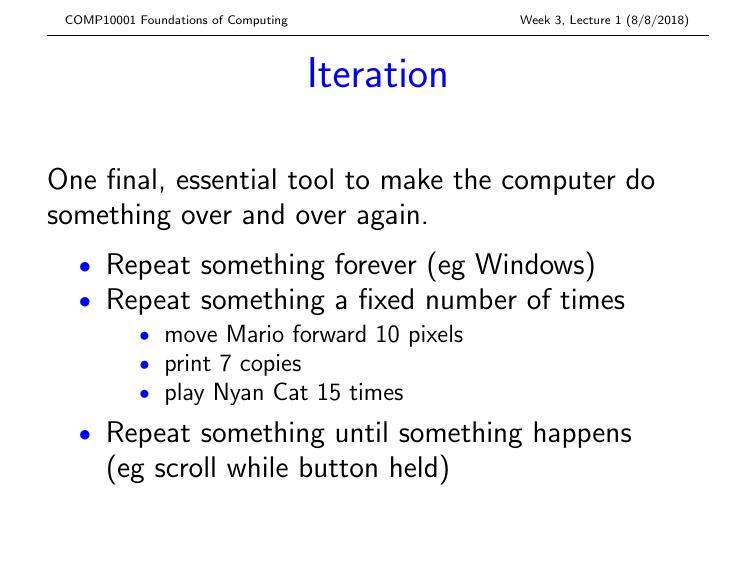 COMP10001 Foundations of Computing Week 3, Lecture 1 (8/8/2018)
Iteration
One final, essential tool to make the computer do
something over and over again.
• Repeat something forever (eg Windows)
• Repeat something a fixed number of times
• move Mario forward 10 pixels
• print 7 copies
• play Nyan Cat 15 times
• Repeat something until something happens
(eg scroll while button held)